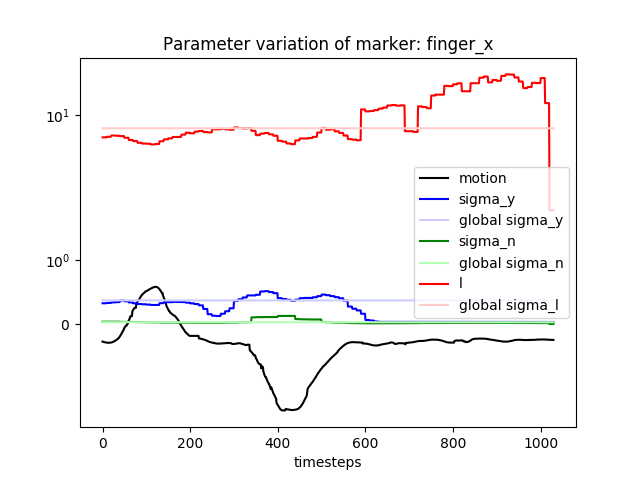 Parameter variation of marker: finger_x
10¹
10⁰
0
motion
sigma_y
global sigma_y
sigma_n
global sigma_n
l
global sigma_l
0 200 400 600 800 1000
timesteps